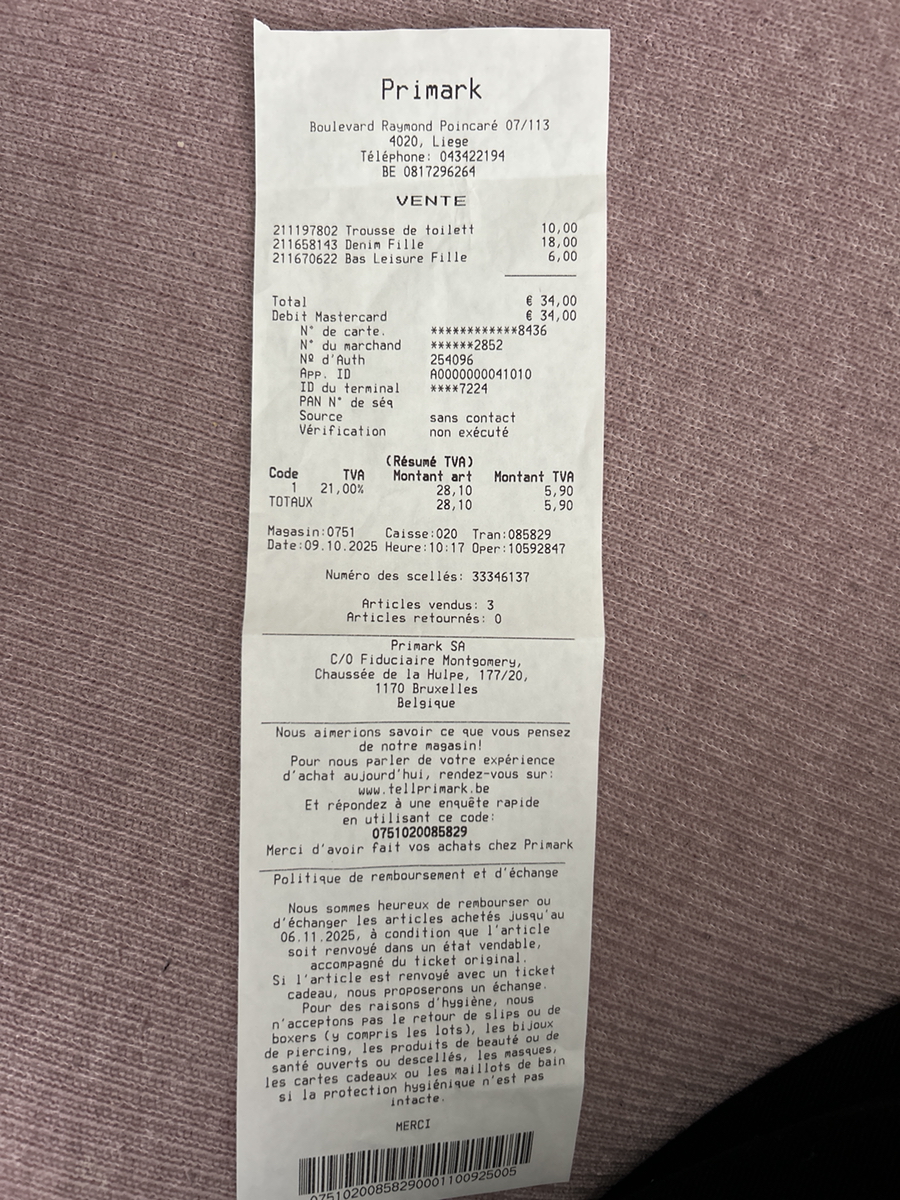 Primark
Boulevard Raymond Poincaré 07/113
4020, Liege
Téléphone: 043422194
BE 0817296264
VENTE
211197802 Trousse de toilett 10,00
211658143 Denim Fille 18,00
211670622 Bas Leisure Fille 6,00
Total € 34,00
Debit Mastercard € 34,00
N° de carte. ************8436
N° du marchand ******2852
Nº d'Auth 254096
App. ID A0000000041010
ID du terminal ****7224
PAN N° de séq
Source sans contact
Vérification non exécuté
(Résumé TVA)
Code TVA Montant art Montant TVA
1 21,00% 28,10 5,90
TOTAUX 28,10 5,90
Magasin:0751 Caisse:020 Tran:085829
Date:09.10.2025 Heure:10:17 Oper:10592847
Numéro des scellés: 33346137
Articles vendus: 3
Articles retournés: 0
Primark SA
C/O Fiduciaire Montgomery,
Chaussée de la Hulpe, 177/20,
1170 Bruxelles
Belgique
Nous aimerions savoir ce que vous pensez
de notre magasin!
Pour nous parler de votre expérience
d'achat aujourd'hui, rendez-vous sur:
www.tellprimark.be
Et répondez à une enquête rapide
en utilisant ce code:
0751020085829
Merci d'avoir fait vos achats chez Primark
Politique de remboursement et d'échange
Nous sommes heureux de rembourser ou
d'échanger les articles achetés jusqu'au
06.11.2025, à condition que l'article
soit renvoyé dans un état vendable,
accompagné du ticket original.
Si l'article est renvoyé avec un ticket
cadeau, nous proposerons un échange.
Pour des raisons d'hygiène, nous
n'acceptons pas le retour de slips ou de
boxers (y compris les lots), les bijoux
de piercing, les produits de beauté ou de
santé ouverts ou descellés, les masques,
les cartes cadeaux ou les maillots de bain
si la protection hygiénique n'est pas
intacte.
MERCI
07510200858290001100925005